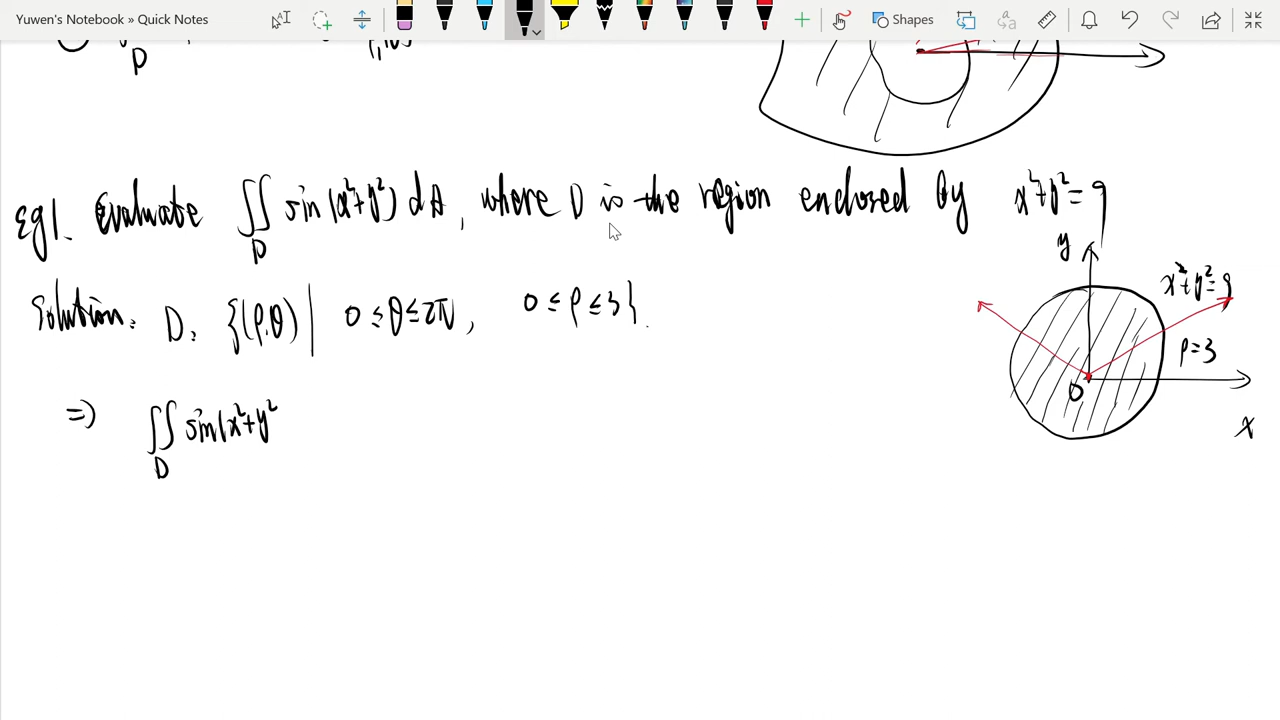 Yuwen's Notebook » Quick Notes
Shapes
D
Eg1. Evaluate ∬_D sin(x²+y²) dA, where D is the region enclosed by x²+y²=9
y
x²+y²=9
Solution: D: {(ρ,θ) | 0≤θ≤2π, 0≤ρ≤3}.
ρ=3
O
x
=> ∬_D sin(x²+y²